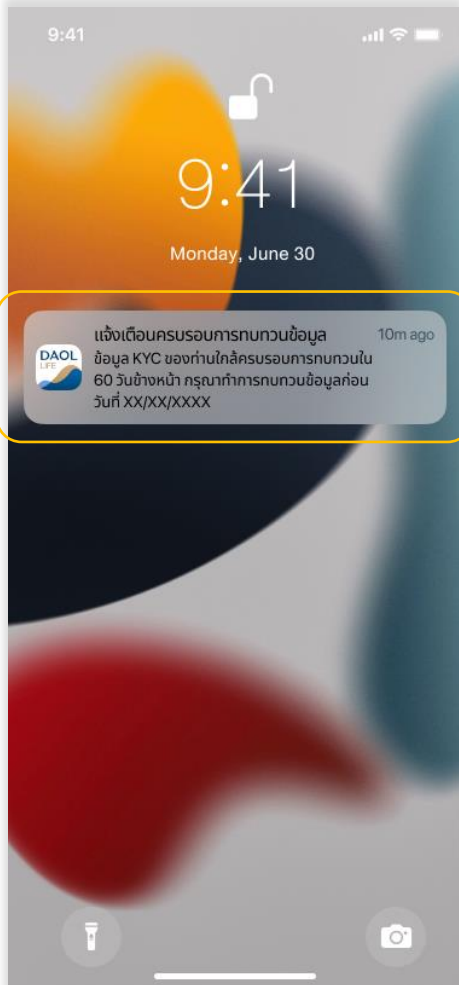 9:41
9:41
Monday, June 30
แจ้งเตือนครบรอบการทบทวนข้อมูล 10m ago
DAOL
LIFE
ข้อมูล KYC ของท่านใกล้ครบรอบการทบทวนใน
60 วันข้างหน้า กรุณาทำการทบทวนข้อมูลก่อน
วันที่ XX/XX/XXXX